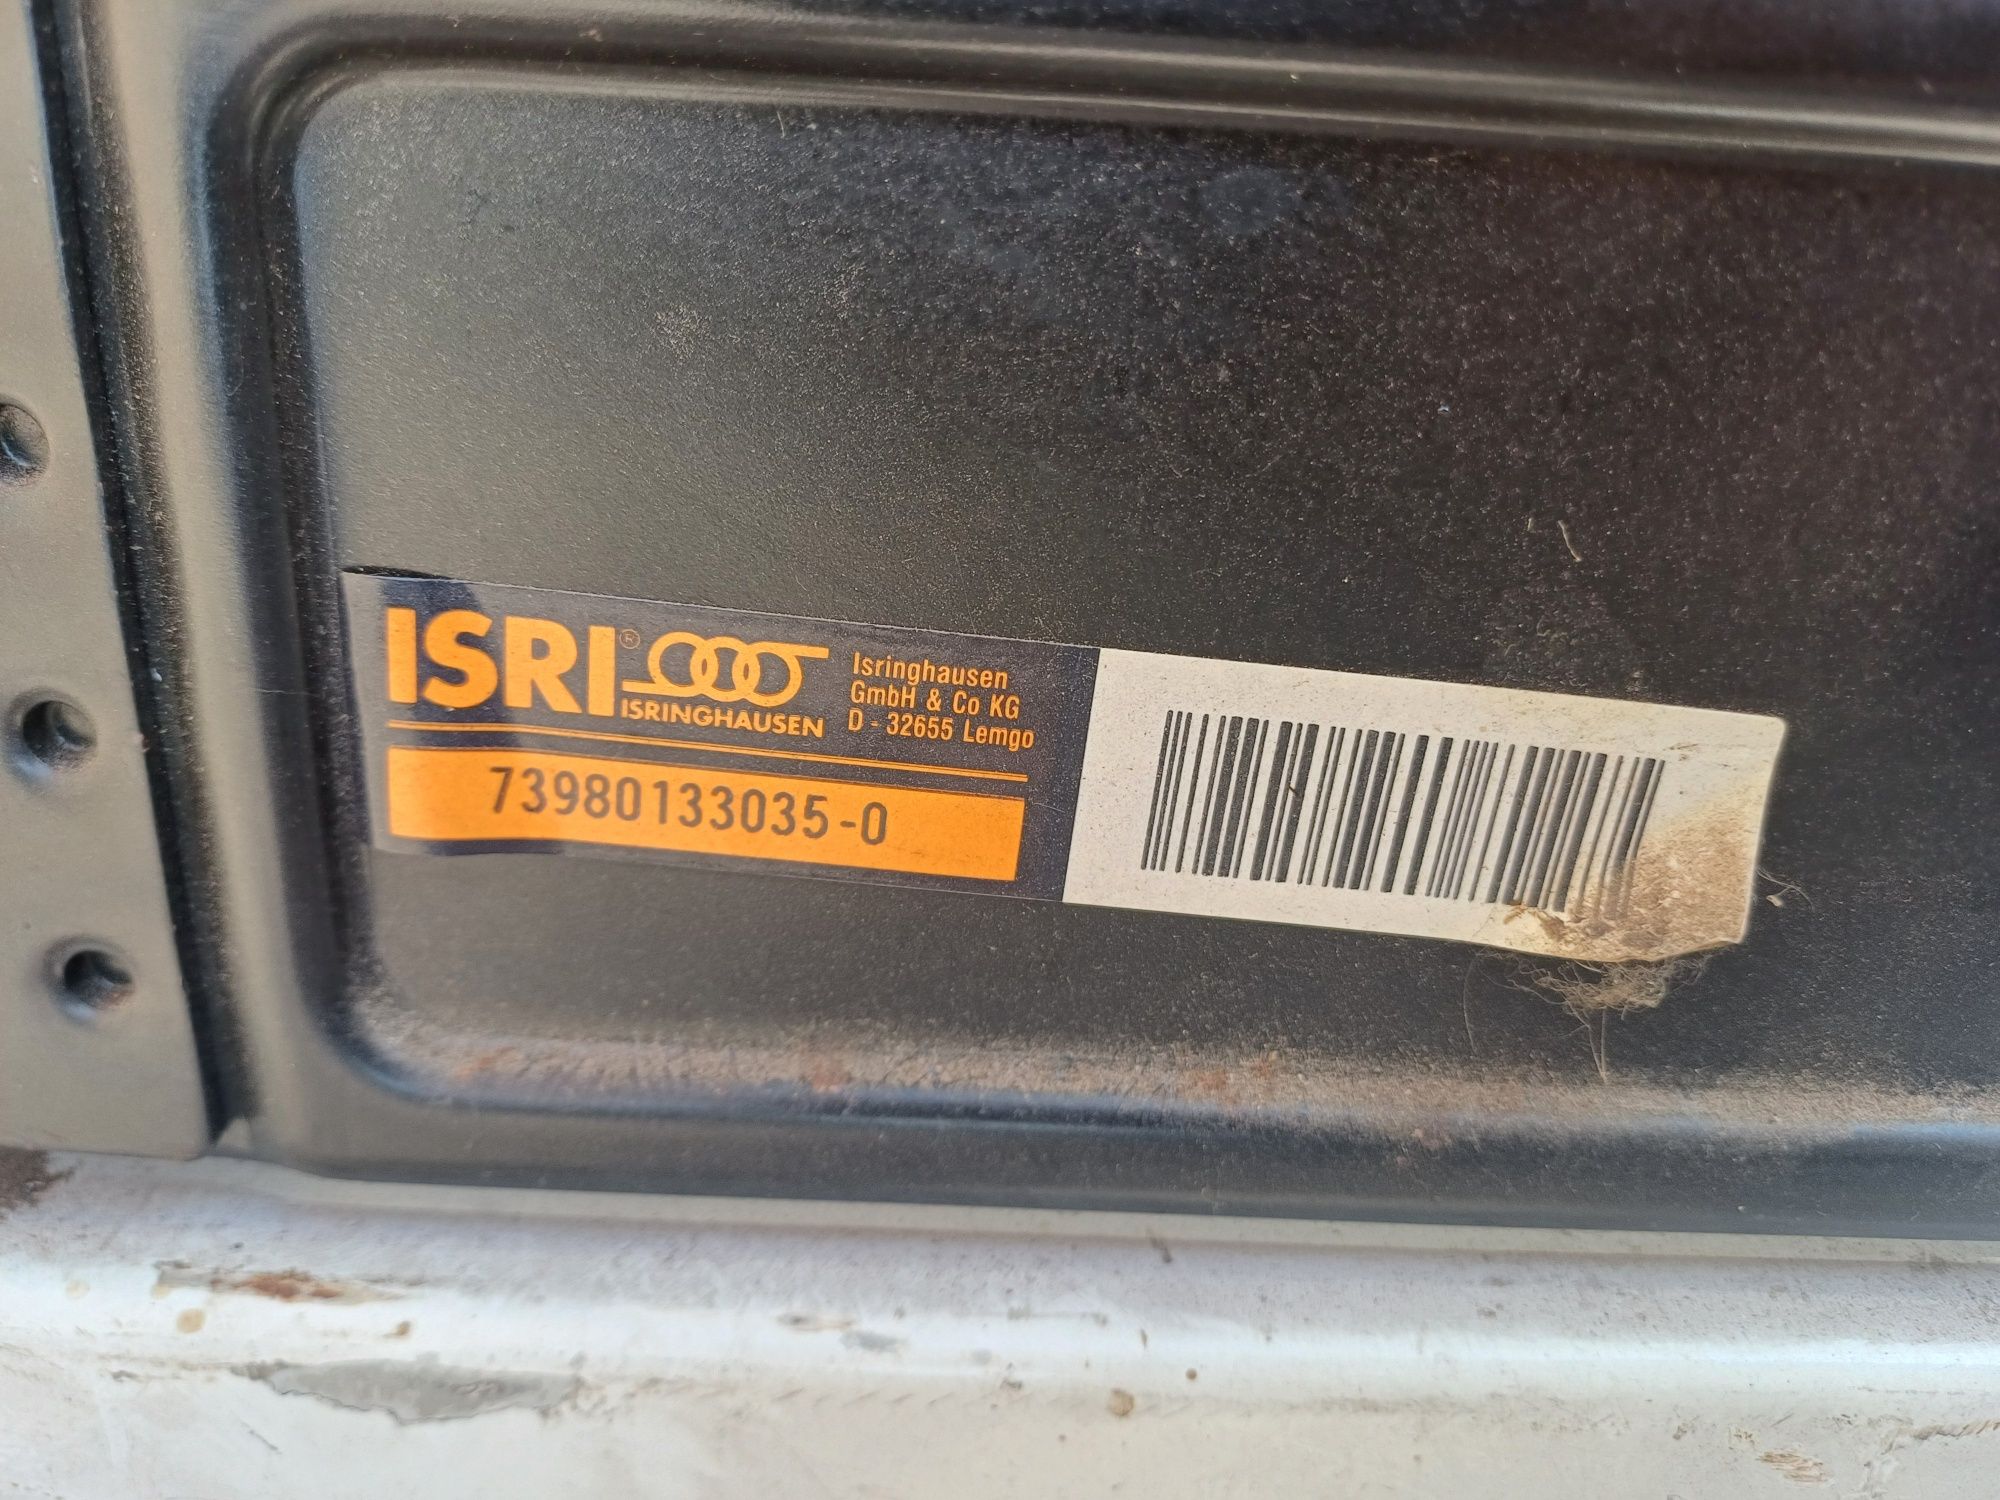 ISRI®
ISRINGHAUSEN
Isringhausen
GmbH & Co KG
D - 32655 Lemgo
73980133035-0